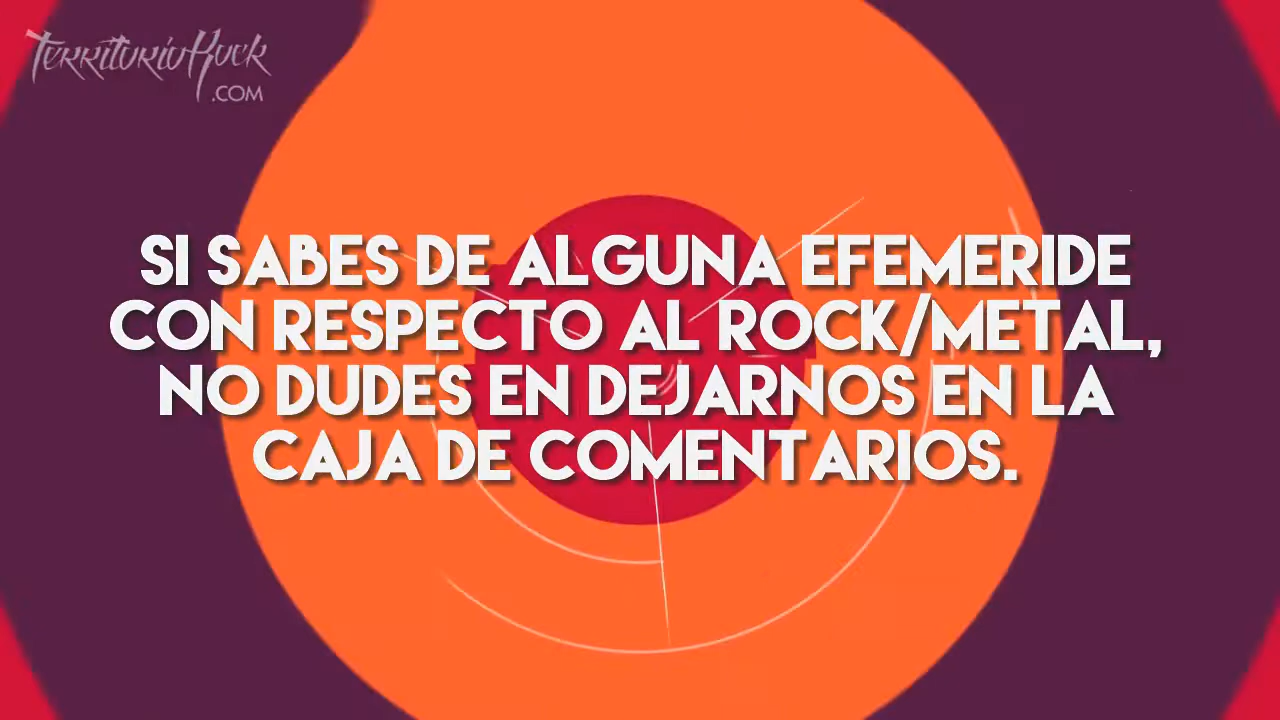 TerritorioRock
.COM
SI SABES DE ALGUNA EFEMERIDE
CON RESPECTO AL ROCK/METAL,
NO DUDES EN DEJARNOS EN LA
CAJA DE COMENTARIOS.